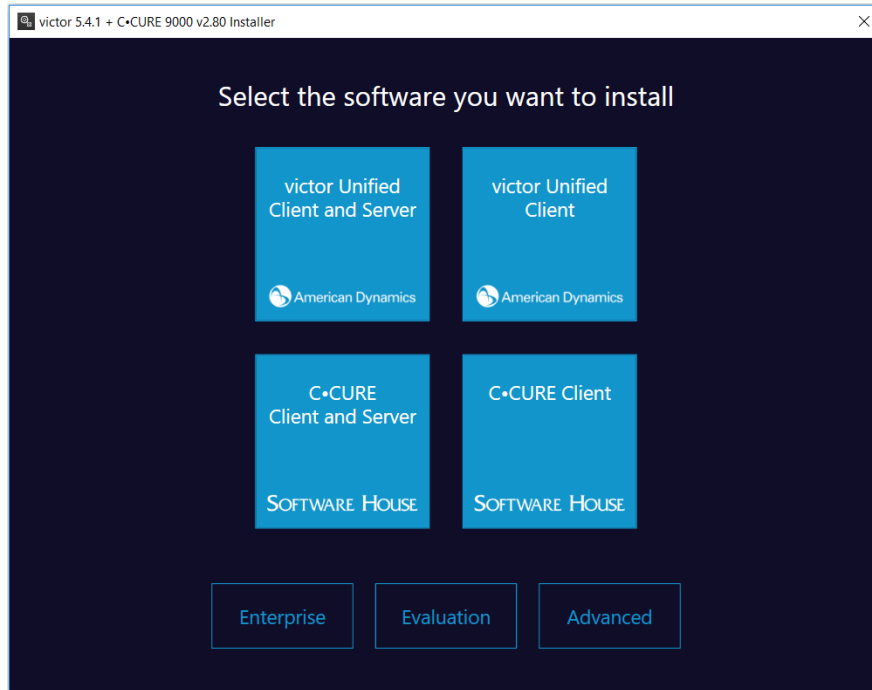 victor 5.4.1 + C•CURE 9000 v2.80 Installer
Select the software you want to install
victor Unified
Client and Server
American Dynamics
victor Unified
Client
American Dynamics
C•CURE
Client and Server
SOFTWARE HOUSE
C•CURE Client
SOFTWARE HOUSE
Enterprise
Evaluation
Advanced